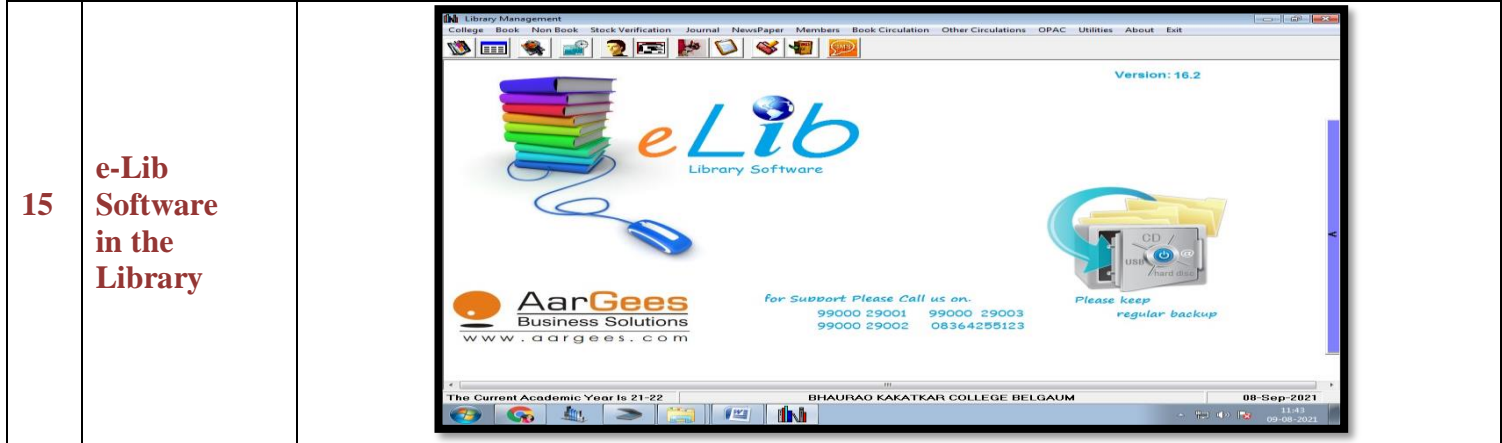 15
e-Lib
Software
in the
Library
Library Management
College Book Non Book Stock Verification Journal NewsPaper Members Book Circulation Other Circulations OPAC Utilities About Exit
Version: 16.2
eLib
Library Software
CD
USB
@
hard disc
AarGees
Business Solutions
www.aargees.com
for Support Please Call us on.
99000 29001 99000 29003
99000 29002 08364255123
Please keep
regular backup
The Current Academic Year Is 21-22 BHAURAO KAKATKAR COLLEGE BELGAUM 08-Sep-2021
11:43
09-08-2021